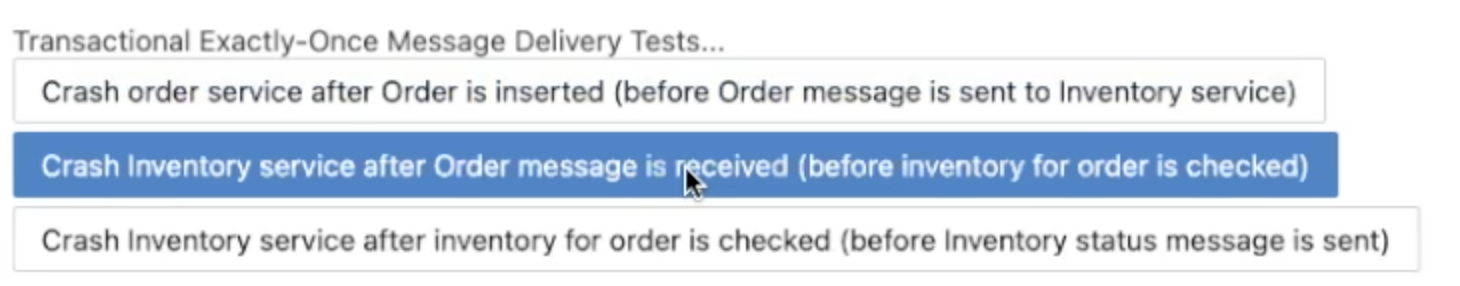 Transactional Exactly-Once Message Delivery Tests...
Crash order service after Order is inserted (before Order message is sent to Inventory service)
Crash Inventory service after Order message is received (before inventory for order is checked)
Crash Inventory service after inventory for order is checked (before Inventory status message is sent)